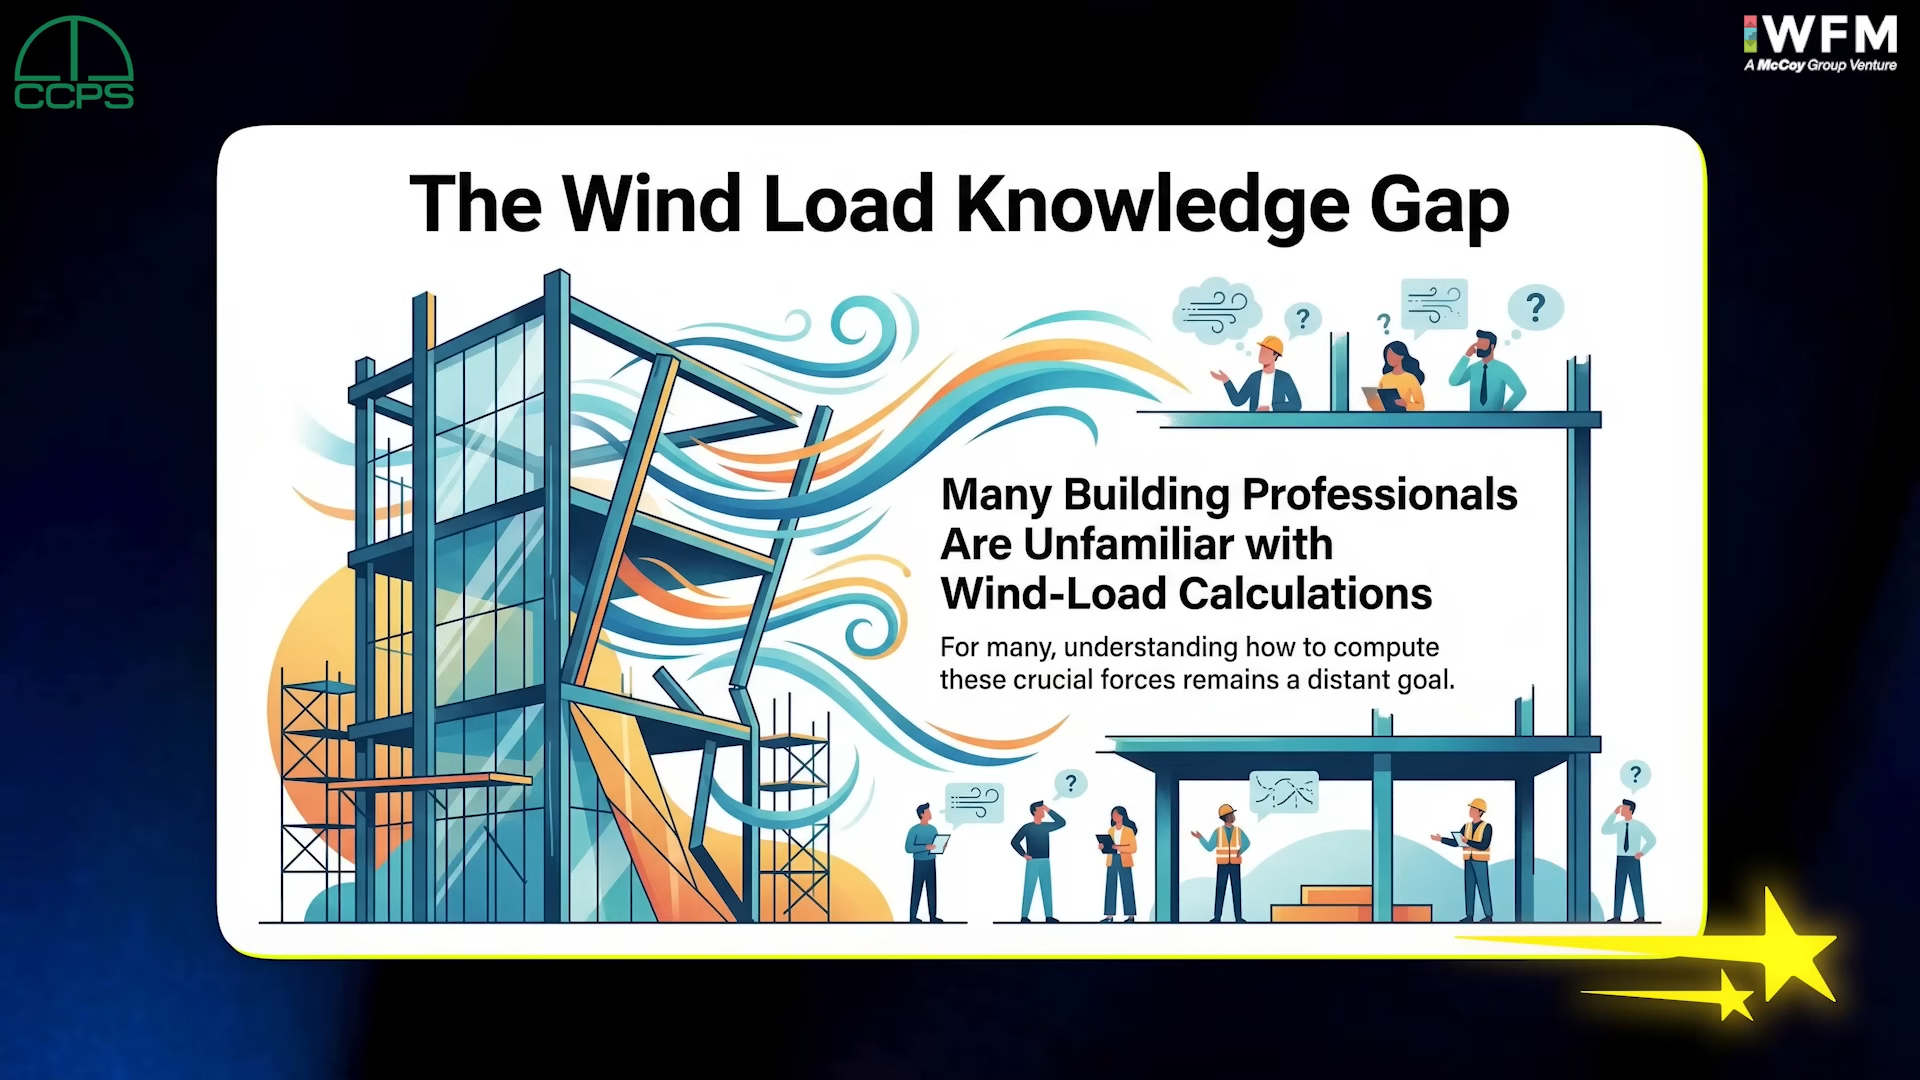 CCPS
WFM
A McCoy Group Venture
The Wind Load Knowledge Gap
?
?
?
Many Building Professionals
Are Unfamiliar with
Wind-Load Calculations
For many, understanding how to compute
these crucial forces remains a distant goal.
?
?